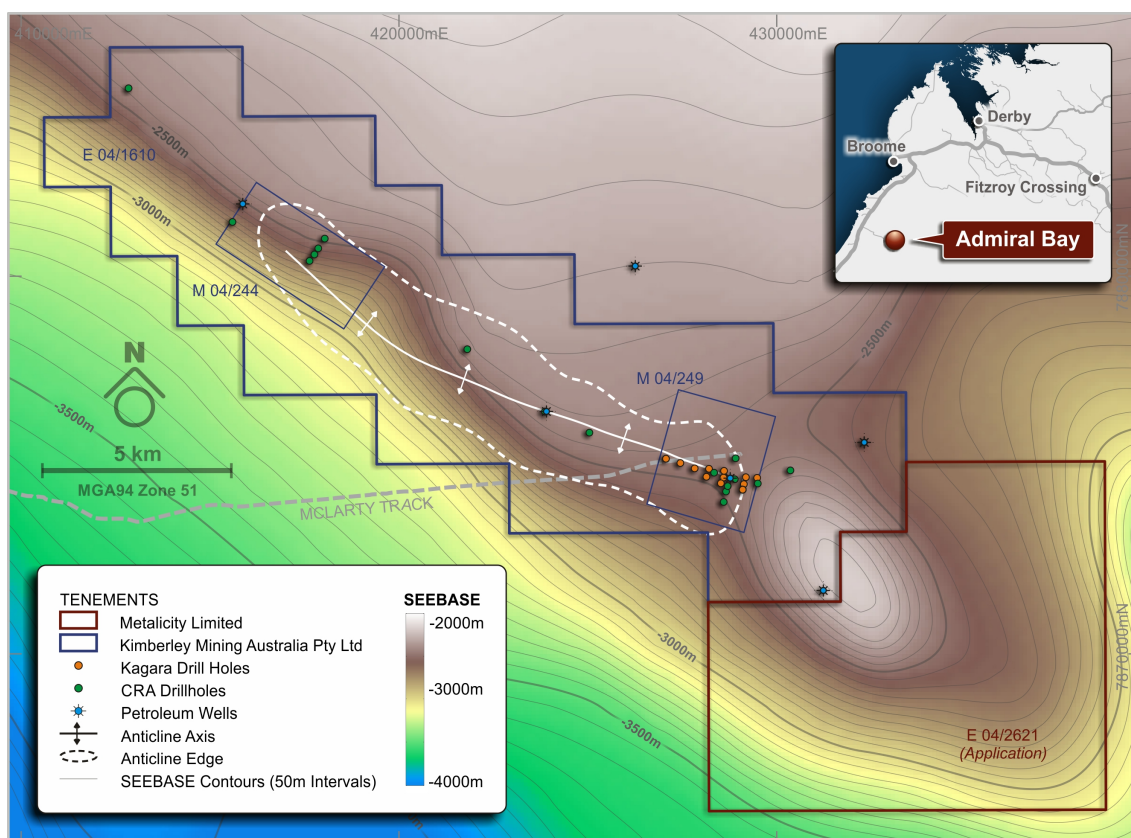 410000mE
420000mE
430000mE
Derby
Broome
Fitzroy Crossing
Admiral Bay
-2500m
E 04/1610
-3000m
M 04/244
-2500m
M 04/249
N
-3500m
5 km
MGA94 Zone 51
MCLARTY TRACK
TENEMENTS
Metalicity Limited
Kimberley Mining Australia Pty Ltd
Kagara Drill Holes
CRA Drillholes
Petroleum Wells
Anticline Axis
Anticline Edge
SEEBASE Contours (50m Intervals)
SEEBASE
-2000m
-3000m
-4000m
-3000m
-3500m
7870000mN
E 04/2621
(Application)